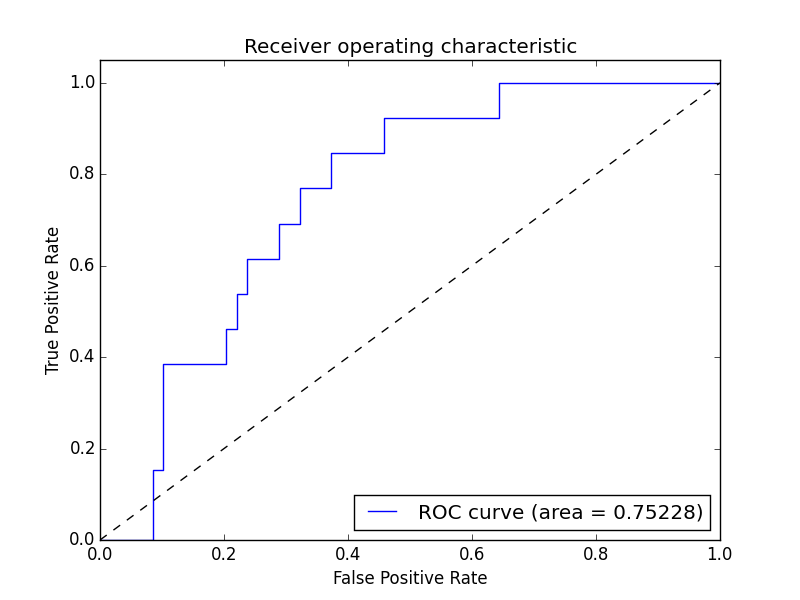 Receiver operating characteristic
1.0
0.8
0.6
0.4
0.2
0.0
True Positive Rate
ROC curve (area = 0.75228)
0.0 0.2 0.4 0.6 0.8 1.0
False Positive Rate